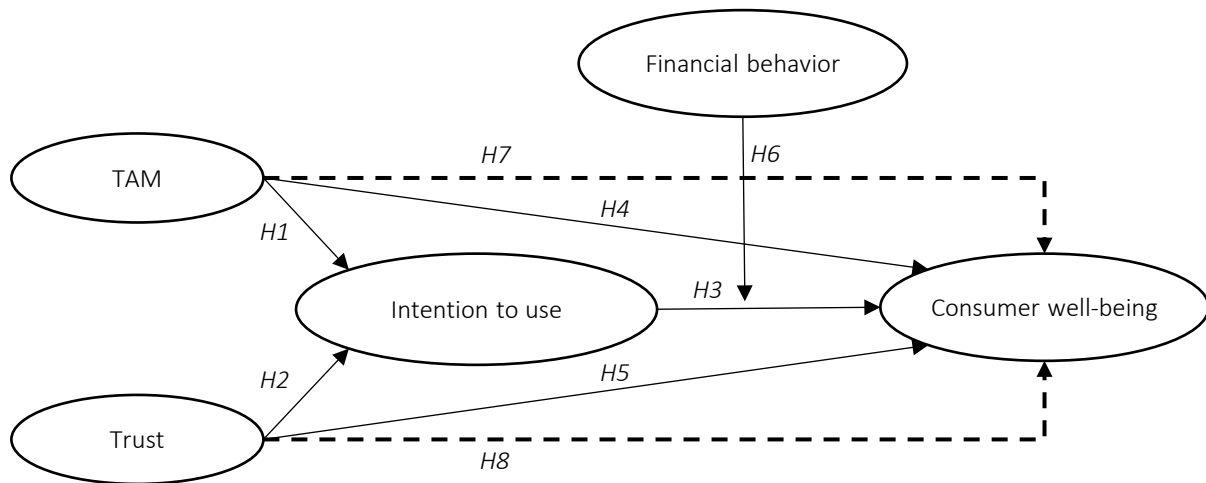 Financial behavior
H7
H6
TAM
H4
H1
H3
Intention to use
Consumer well-being
H2
H5
Trust
H8